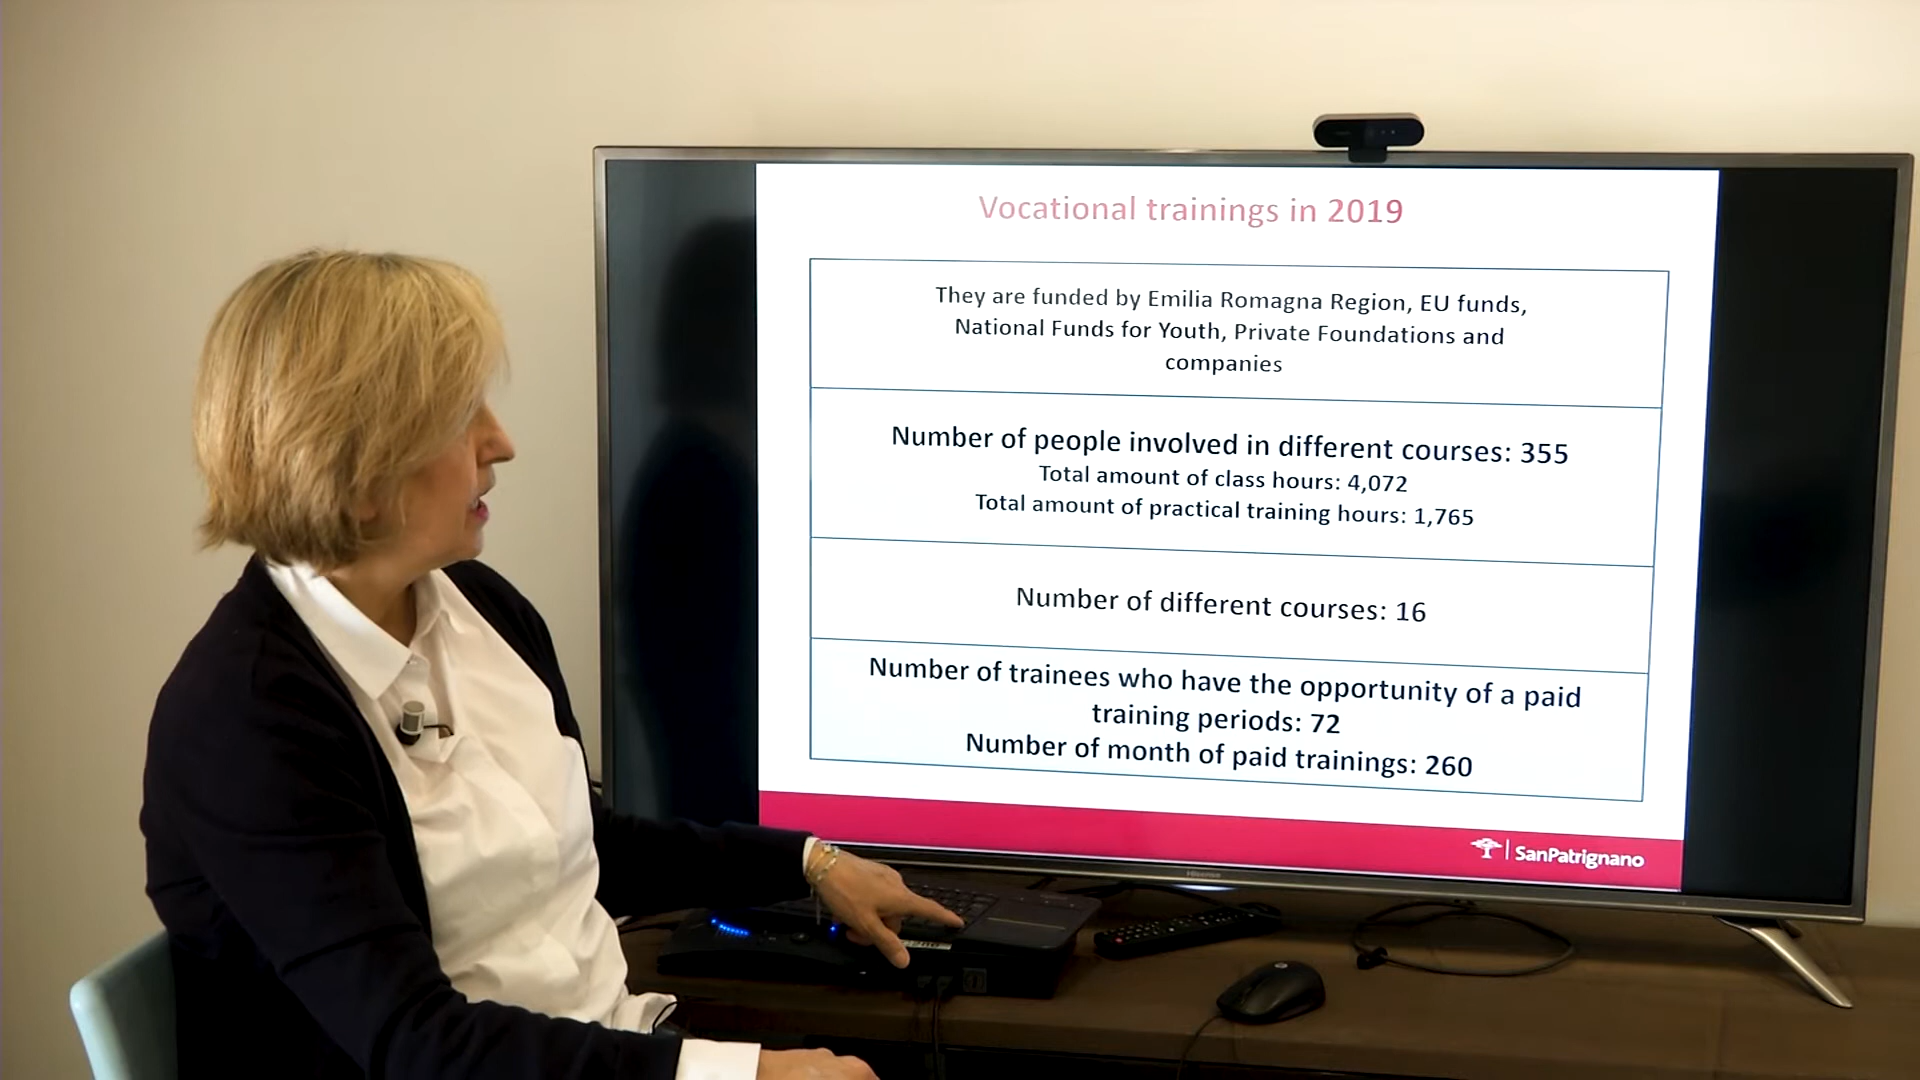 Vocational trainings in 2019
They are funded by Emilia Romagna Region, EU funds,
National Funds for Youth, Private Foundations and
companies
Number of people involved in different courses: 355
Total amount of class hours: 4,072
Total amount of practical training hours: 1,765
Number of different courses: 16
Number of trainees who have the opportunity of a paid
training periods: 72
Number of month of paid trainings: 260
SanPatrignano
Hisense